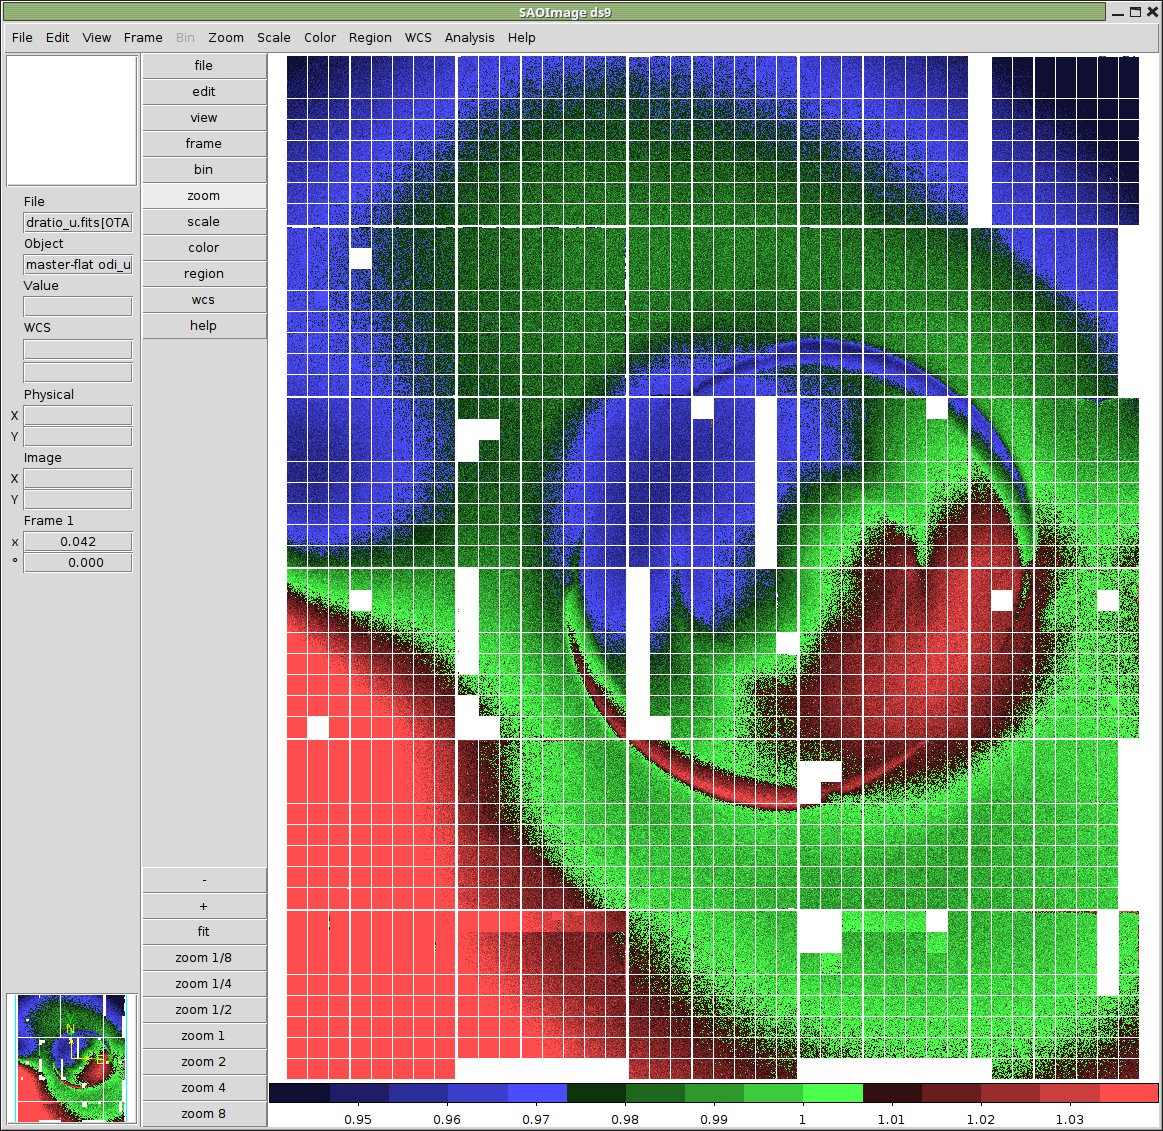 SAOImage ds9
File Edit View Frame Bin Zoom Scale Color Region WCS Analysis Help
file
edit
view
frame
bin
zoom
scale
color
region
wcs
help
File
dratio_u.fits[OTA
Object
master-flat odi_u
Value
WCS
Physical
X
Y
Image
X
Y
Frame 1
x 0.042
° 0.000
-
+
fit
zoom 1/8
zoom 1/4
zoom 1/2
zoom 1
zoom 2
zoom 4
zoom 8
N
E
0.95 0.96 0.97 0.98 0.99 1 1.01 1.02 1.03